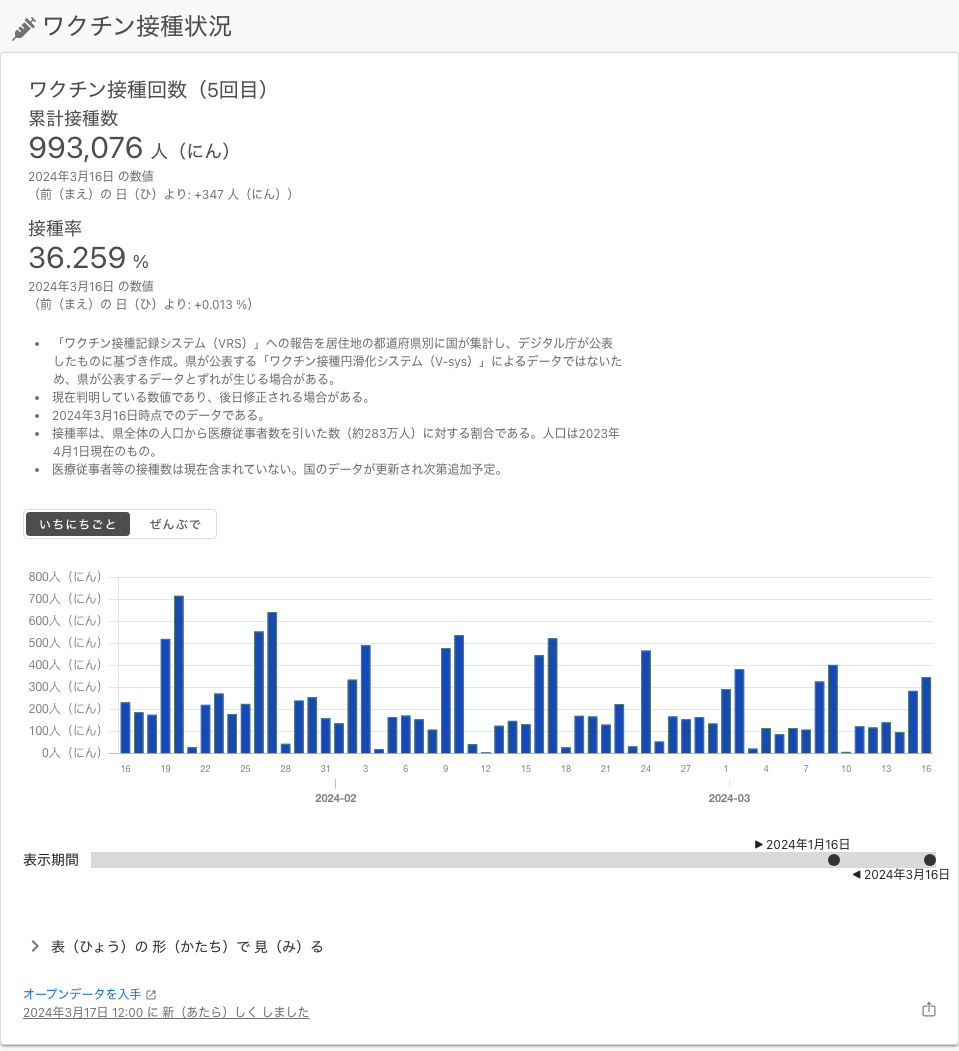 ワクチン接種状況
ワクチン接種回数（5回目）
累計接種数
993,076 人（にん）
2024年3月16日 の数値
（前（まえ）の 日（ひ）より: +347 人（にん））
接種率
36.259 %
2024年3月16日 の数値
（前（まえ）の 日（ひ）より: +0.013 %）
• 「ワクチン接種記録システム（VRS）」への報告を居住地の都道府県別に国が集計し、デジタル庁が公表
したものに基づき作成。県が公表する「ワクチン接種円滑化システム（V-sys）」によるデータではないた
め、県が公表するデータとずれが生じる場合がある。
• 現在判明している数値であり、後日修正される場合がある。
• 2024年3月16日時点でのデータである。
• 接種率は、県全体の人口から医療従事者数を引いた数（約283万人）に対する割合である。人口は2023年
4月1日現在のもの。
• 医療従事者等の接種数は現在含まれていない。国のデータが更新され次第追加予定。
いちにちごと ぜんぶで
800人（にん）
700人（にん）
600人（にん）
500人（にん）
400人（にん）
300人（にん）
200人（にん）
100人（にん）
0人（にん）
16 19 22 25 28 31 3 6 9 12 15 18 21 24 27 1 4 7 10 13 16
2024-02 2024-03
▶ 2024年1月16日
表示期間
◀ 2024年3月16日
表（ひょう）の 形（かたち）で 見（み）る
オープンデータを入手
2024年3月17日 12:00 に 新（あたら）しく しました